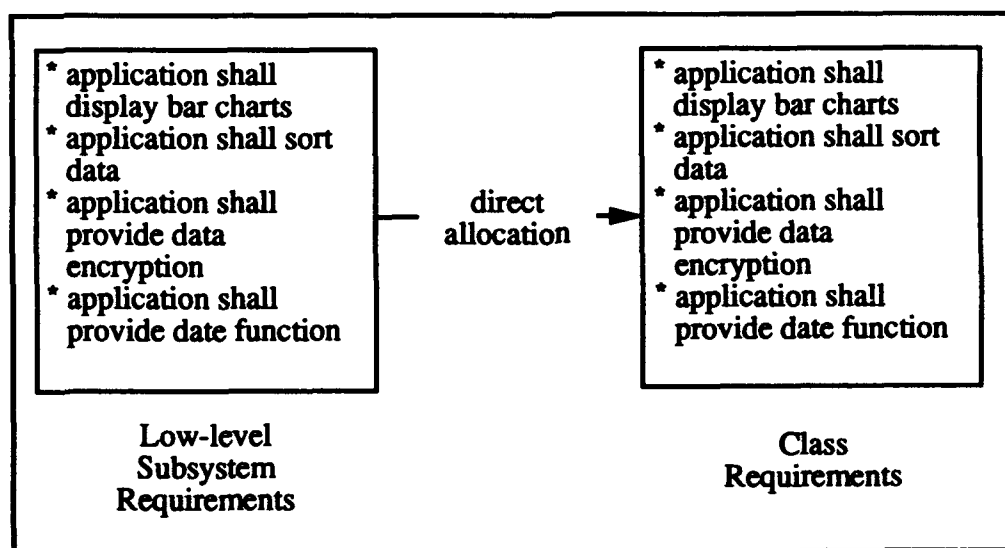 * application shall
display bar charts
* application shall sort
data
* application shall
provide data
encryption
* application shall
provide date function
Low-level
Subsystem
Requirements
direct
allocation
* application shall
display bar charts
* application shall sort
data
* application shall
provide data
encryption
* application shall
provide date function
Class
Requirements